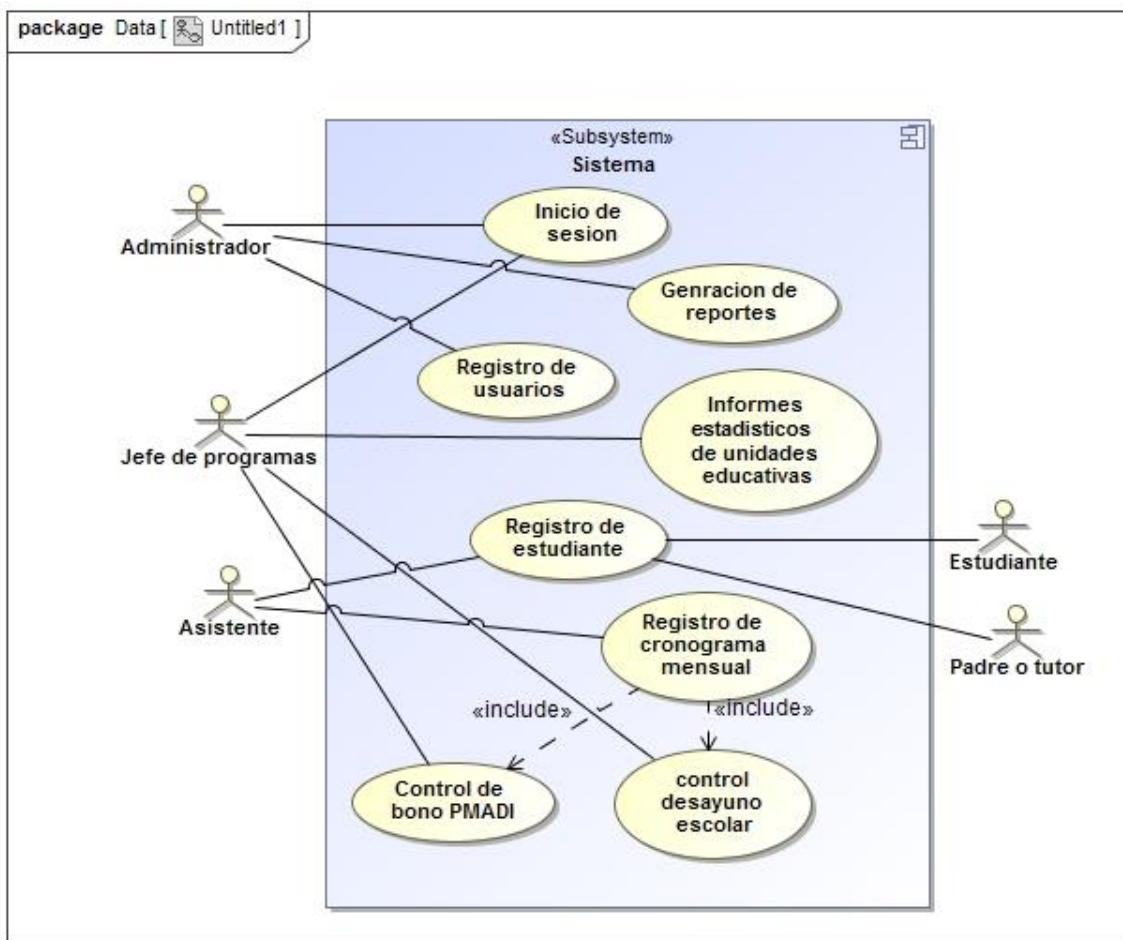 package Data [ Untitled1 ]
«Subsystem»
Sistema
Administrador
Inicio de
sesion
Genracion de
reportes
Registro de
usuarios
Jefe de programas
Informes
estadisticos
de unidades
educativas
Registro de
estudiante
Estudiante
Asistente
Registro de
cronograma
mensual
Padre o tutor
«include»
«include»
Control de
bono PMADI
control
desayuno
escolar